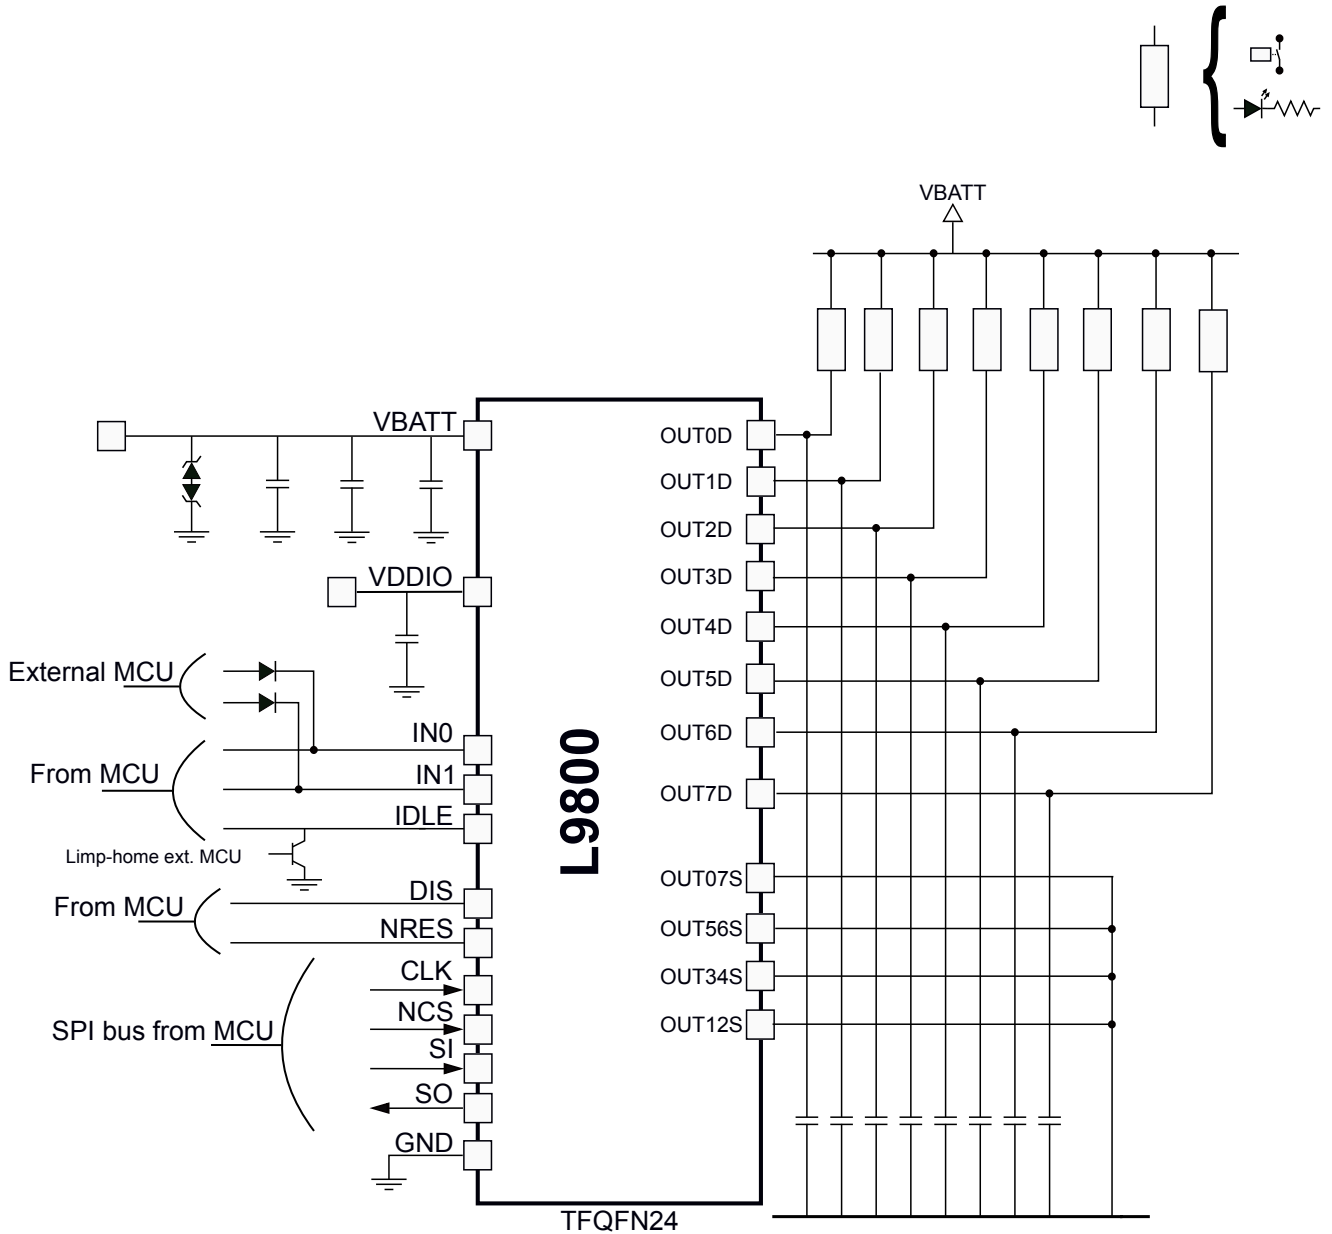 VBATT
VBATT
OUT0D
OUT1D
OUT2D
VDDIO
OUT3D
OUT4D
External MCU
OUT5D
IN0
OUT6D
From MCU
IN1
OUT7D
IDLE
L9800
Limp-home ext. MCU
OUT07S
DIS
From MCU
NRES
OUT56S
CLK
OUT34S
NCS
OUT12S
SPI bus from MCU
SI
SO
GND
TFQFN24